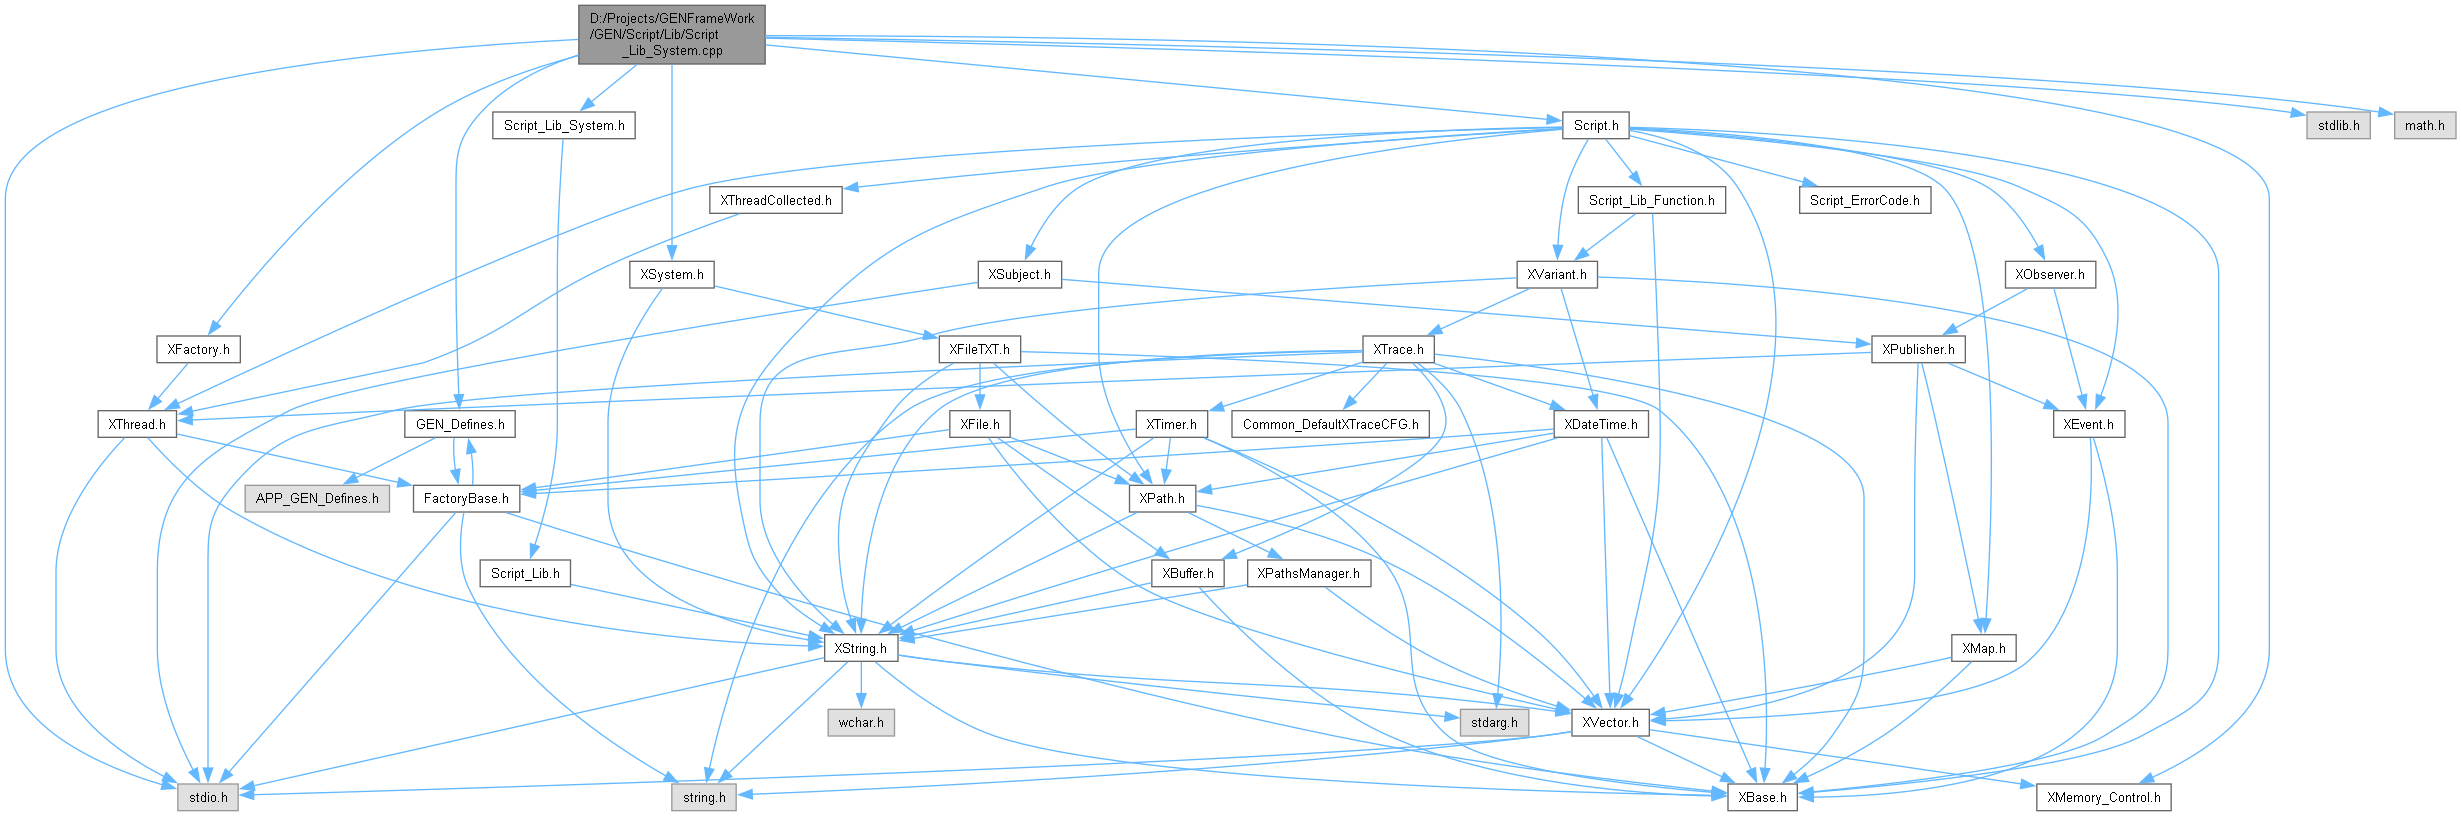 D:/Projects/GENFrameWork
/GEN/Script/Lib/Script
_Lib_System.cpp
Script_Lib_System.h
Script.h
stdlib.h
math.h
XThreadCollected.h
Script_Lib_Function.h
Script_ErrorCode.h
XSystem.h
XSubject.h
XVariant.h
XObserver.h
XFactory.h
XFileTXT.h
XTrace.h
XPublisher.h
XThread.h
GEN_Defines.h
XFile.h
XTimer.h
Common_DefaultXTraceCFG.h
XDateTime.h
XEvent.h
APP_GEN_Defines.h
FactoryBase.h
XPath.h
Script_Lib.h
XBuffer.h
XPathsManager.h
XString.h
XMap.h
wchar.h
stdarg.h
XVector.h
stdio.h
string.h
XBase.h
XMemory_Control.h